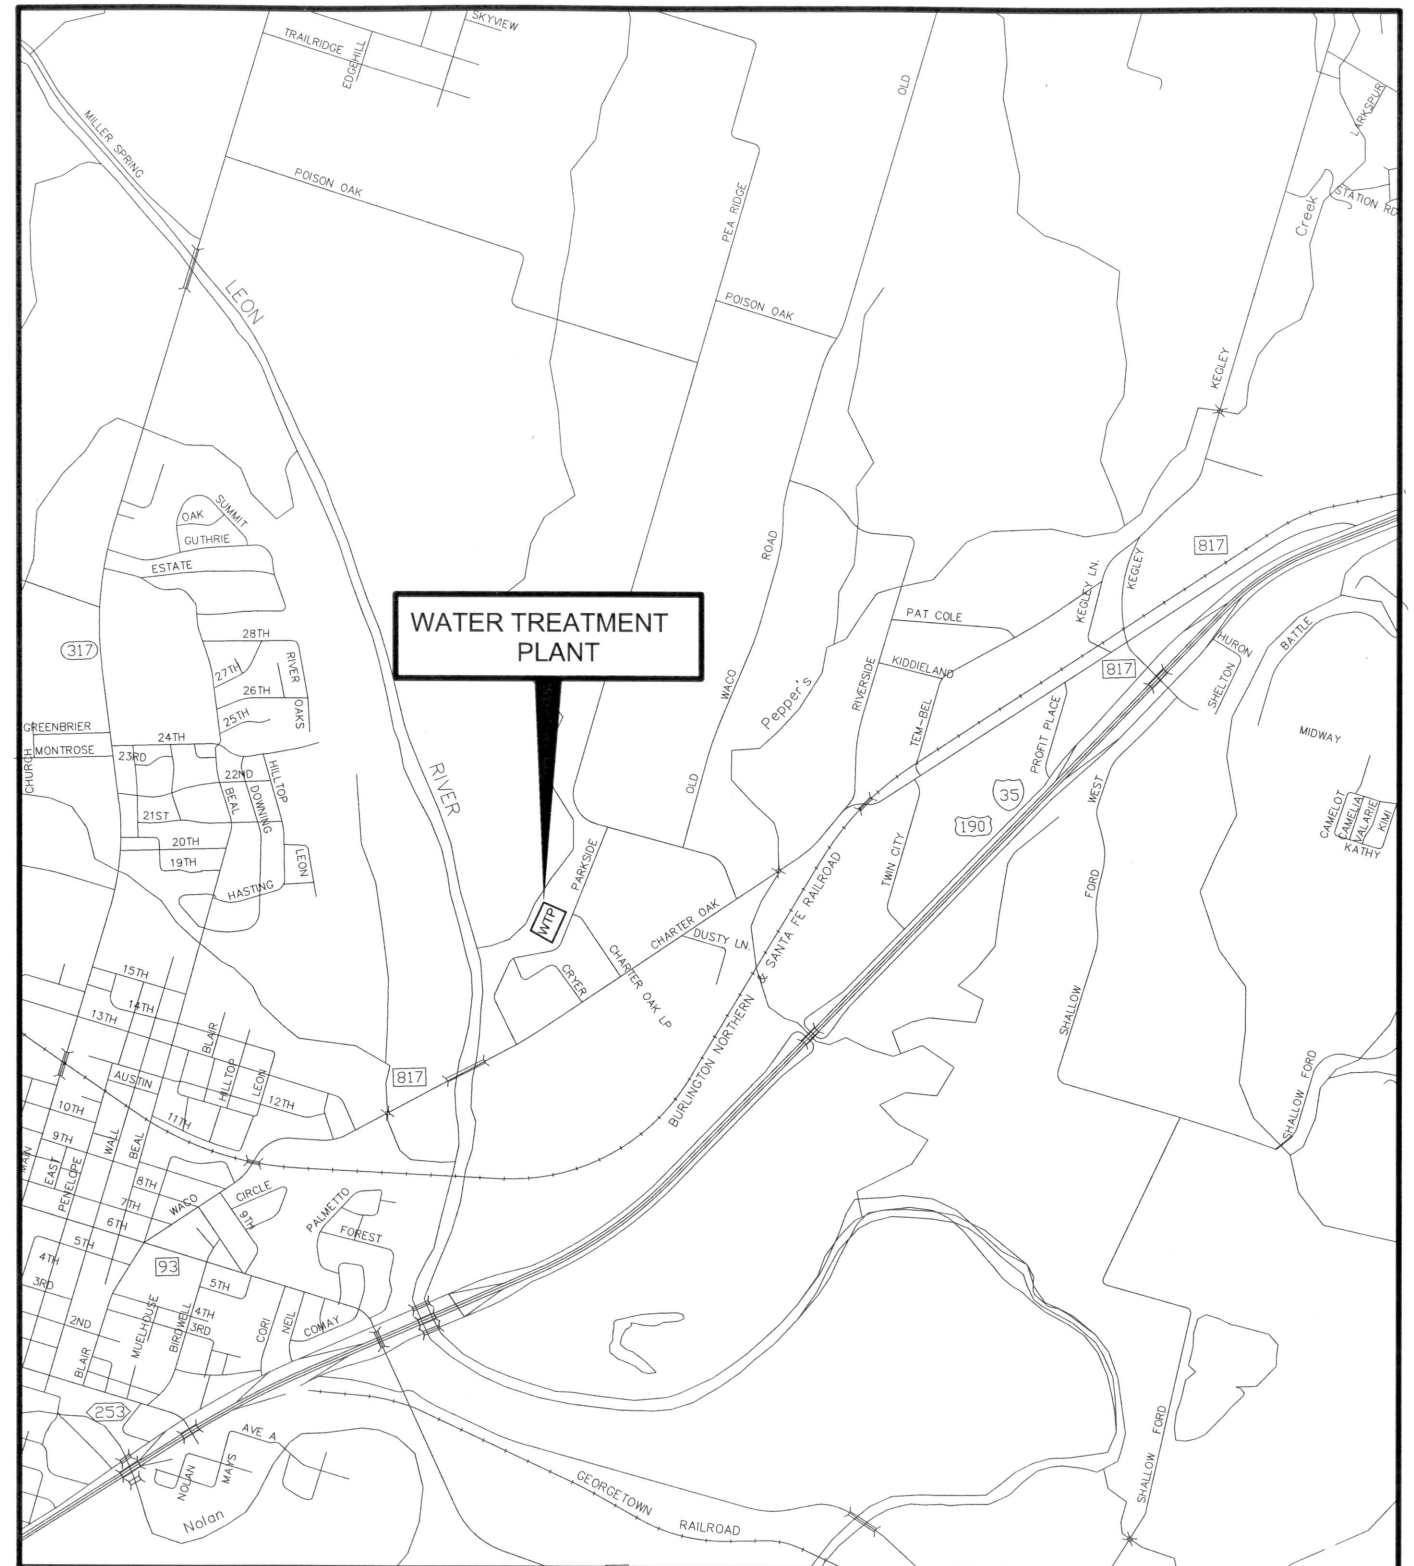 SKYVIEW
TRAILRIDGE
EDGEHILL
OLD
LARKSPUR
MILLER SPRING
POISON OAK
PEA RIDGE
STATION RD
Creek
LEON
POISON OAK
KEGLEY
SUMMIT
OAK
GUTHRIE
ESTATE
ROAD
817
KEGLEY LN.
KEGLEY
WATER TREATMENT
PLANT
PAT COLE
28TH
317
RIVER
OAKS
27TH
26TH
25TH
WACO
Pepper's
RIVERSIDE
KIDDIELAND
817
HURON
SHELTON
BATTLE
GREENBRIER
MONTROSE
CHURCH
24TH
23RD
22ND
HILLTOP
BEAL
DOWNING
21ST
20TH
19TH
LEON
HASTING
RIVER
OLD
TEM-BEL
PROFIT PLACE
MIDWAY
35
190
WEST
FORD
SHALLOW
CAMELOT
CAMELIA
VALARIE
KIMI
KATHY
PARKSIDE
TWIN CITY
WTP
CHARTER OAK
DUSTY LN.
CRYER
CHARTER OAK LP
BURLINGTON NORTHERN & SANTA FE RAILROAD
15TH
14TH
13TH
BLAIR
HILLTOP
LEON
AUSTIN
12TH
11TH
10TH
817
SHALLOW FORD
9TH
MAIN
EAST
PENELOPE
WALL
BEAL
8TH
7TH
6TH
5TH
4TH
3RD
2ND
WACO
CIRCLE
9TH
PALMETTO
FOREST
93
5TH
4TH
3RD
MUELHOUSE
BIRDWELL
CORI
NEIL
COMAY
BLAIR
253
AVE A
NOLAN
MAYS
Nolan
GEORGETOWN
RAILROAD
SHALLOW FORD